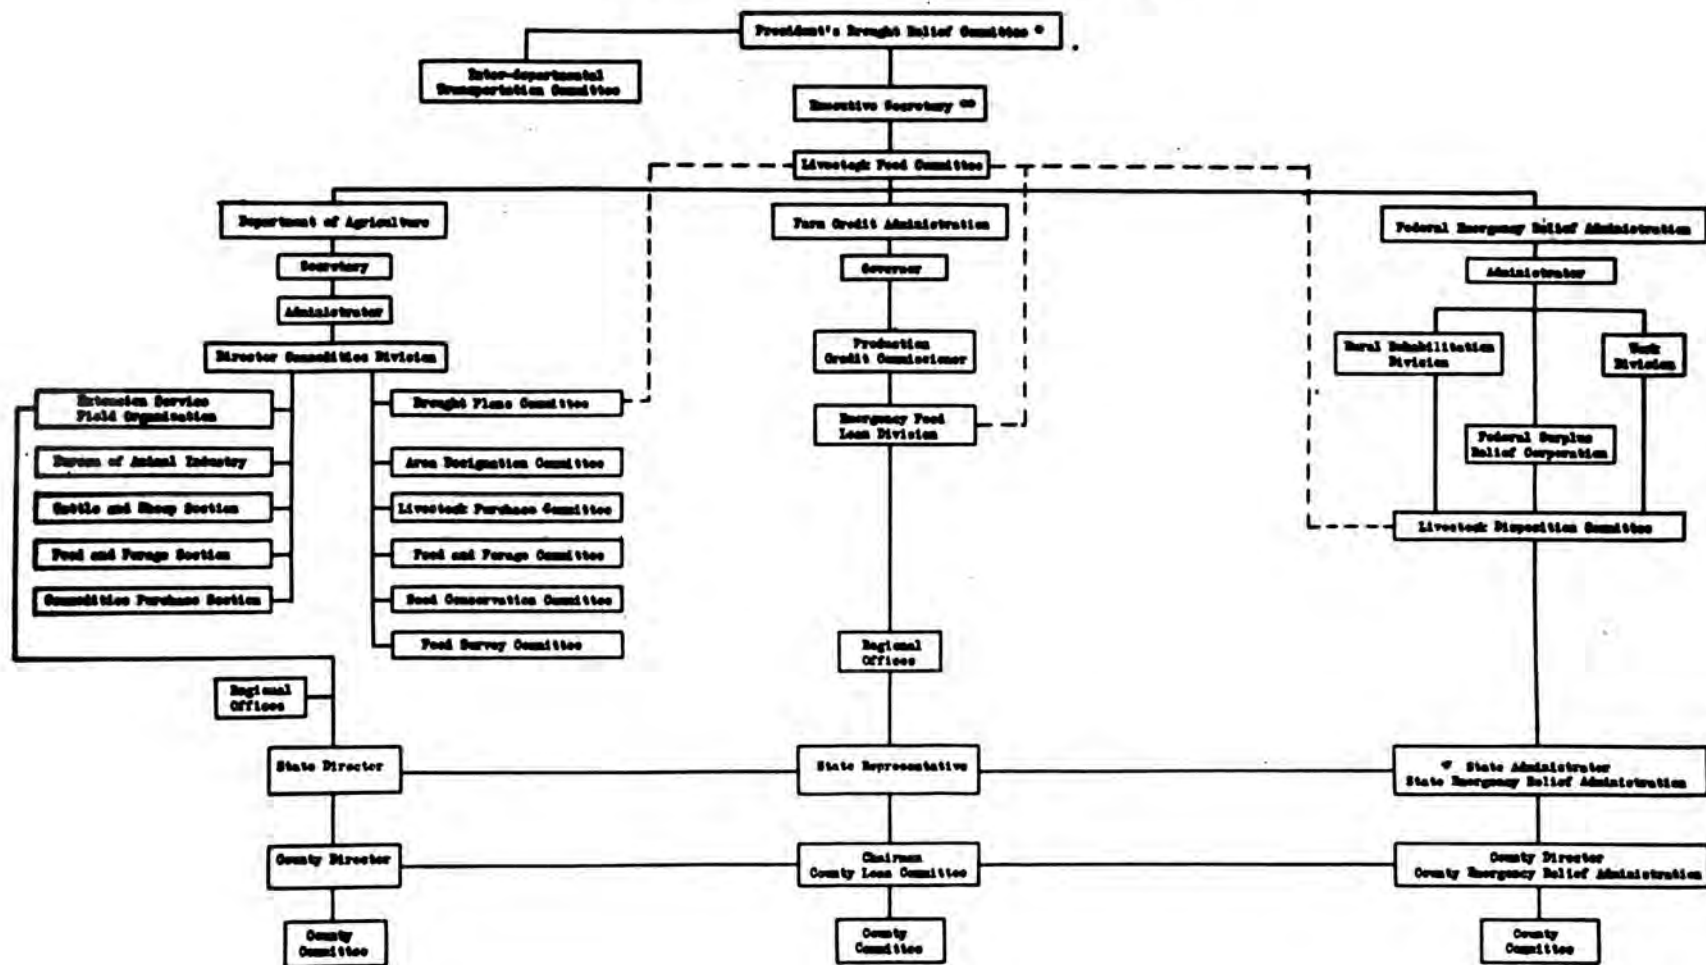 President's Drought Relief Committee *
Inter-departmental
Transportation Committee
Executive Secretary **
Livestock Feed Committee
Department of Agriculture
Farm Credit Administration
Federal Emergency Relief Administration
Secretary
Governor
Administrator
Administrator
Director Commodities Division
Production
Credit Commissioner
Rural Rehabilitation
Division
Work
Division
Extension Service
Field Organization
Drought Plans Committee
Emergency Feed
Loan Division
Federal Surplus
Relief Corporation
Bureau of Animal Industry
Area Designation Committee
Cattle and Sheep Section
Livestock Purchase Committee
Livestock Disposition Committee
Feed and Forage Section
Feed and Forage Committee
Commodities Purchase Section
Seed Conservation Committee
Feed Survey Committee
Regional
Offices
Regional
Offices
State Director
State Representative
State Administrator
State Emergency Relief Administration
County Director
Chairman
County Loan Committee
County Director
County Emergency Relief Administration
County
Committee
County
Committee
County
Committee